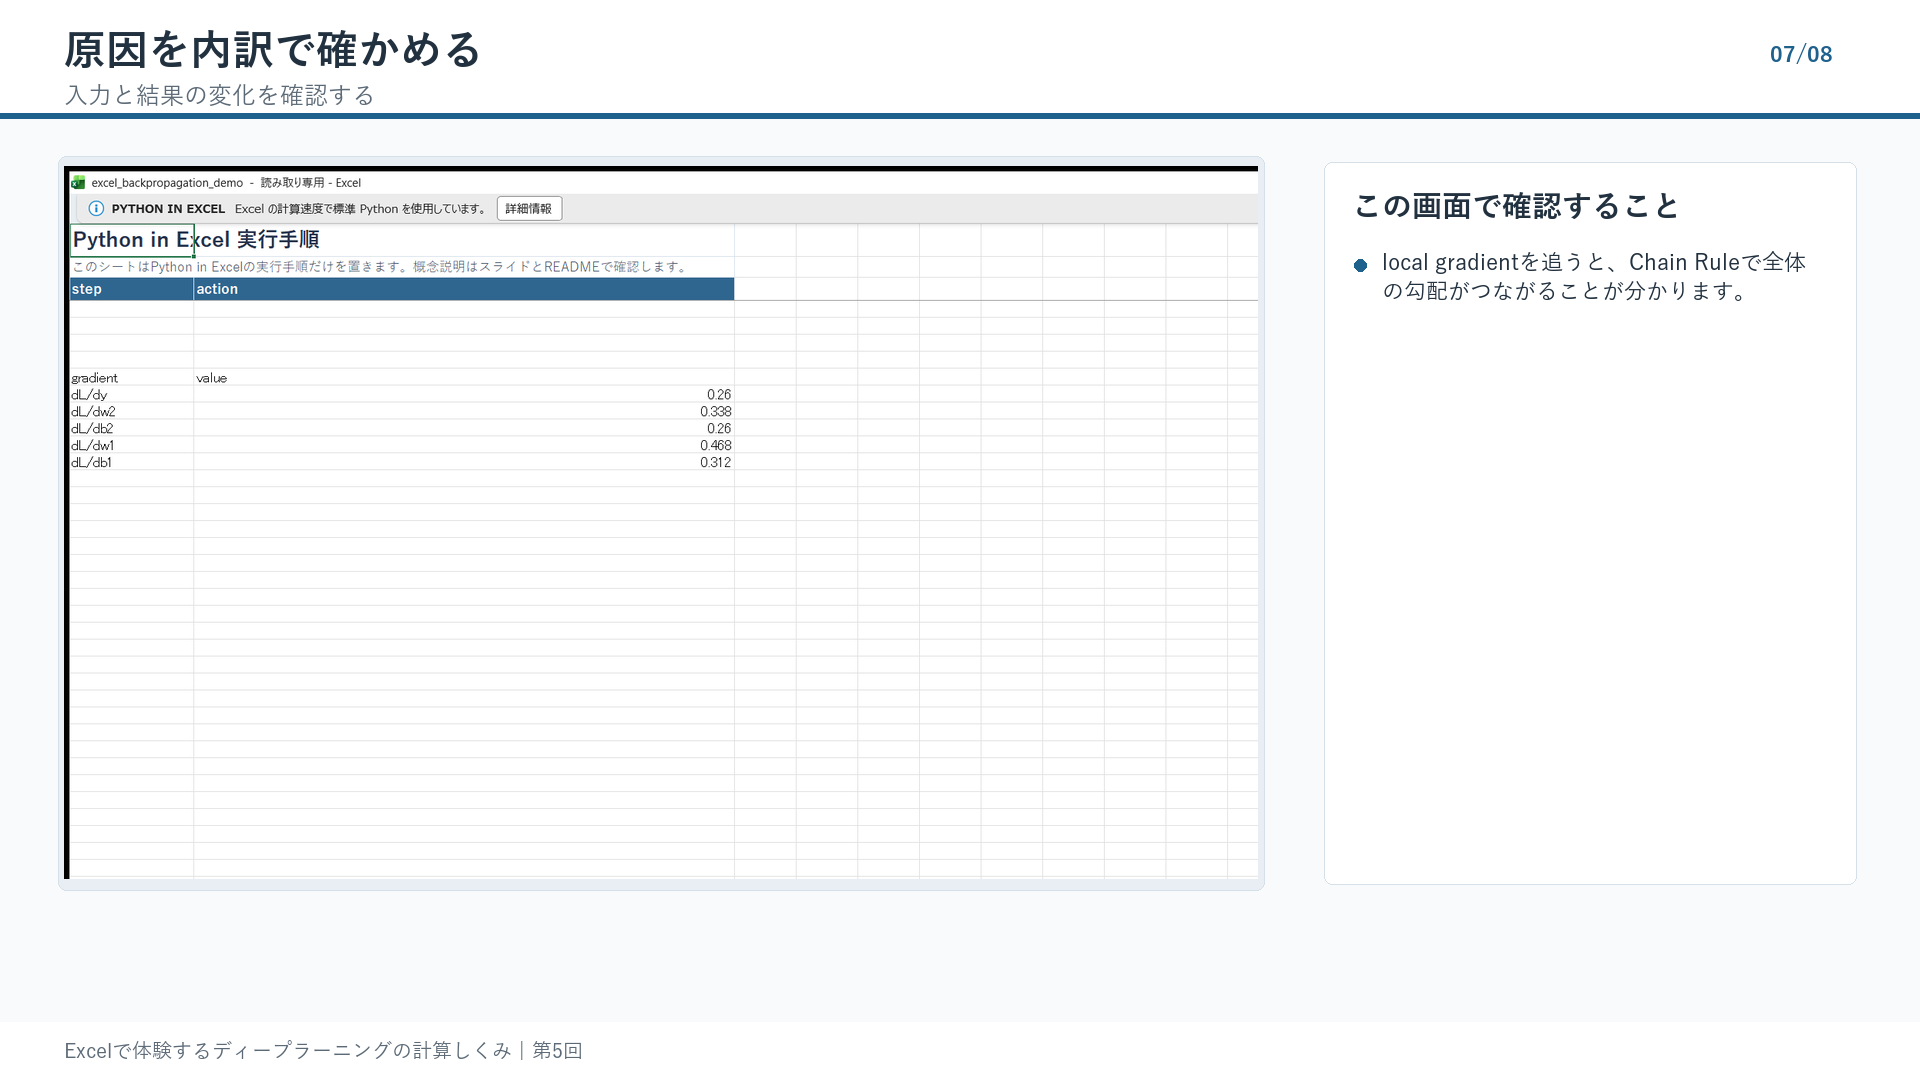 原因を内訳で確かめる
07/08
入力と結果の変化を確認する
excel_backpropagation_demo - 読み取り専用 - Excel
PYTHON IN EXCEL Excel の計算速度で標準 Python を使用しています。 詳細情報
Python in Excel 実行手順
このシートはPython in Excelの実行手順だけを置きます。概念説明はスライドとREADMEで確認します。
step action
gradient value
dL/dy 0.26
dL/dw2 0.338
dL/db2 0.26
dL/dw1 0.468
dL/db1 0.312
この画面で確認すること
local gradientを追うと、Chain Ruleで全体
の勾配がつながることが分かります。
Excelで体験するディープラーニングの計算しくみ｜第5回